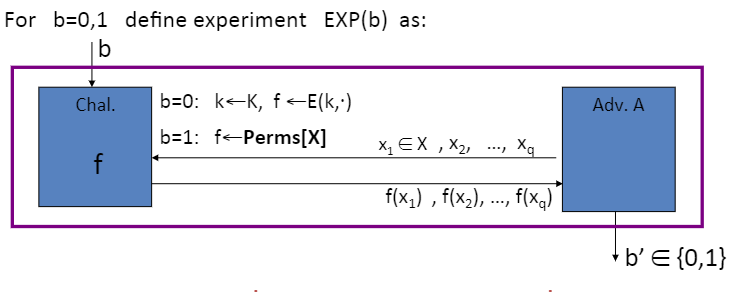 For b=0,1 define experiment EXP(b) as:
b
Chal.
b=0: k←K, f ←E(k,·)
Adv. A
b=1: f←Perms[X]
f
x₁ ∈ X , x₂, ..., x_q
f(x₁) , f(x₂), ..., f(x_q)
b’ ∈ {0,1}